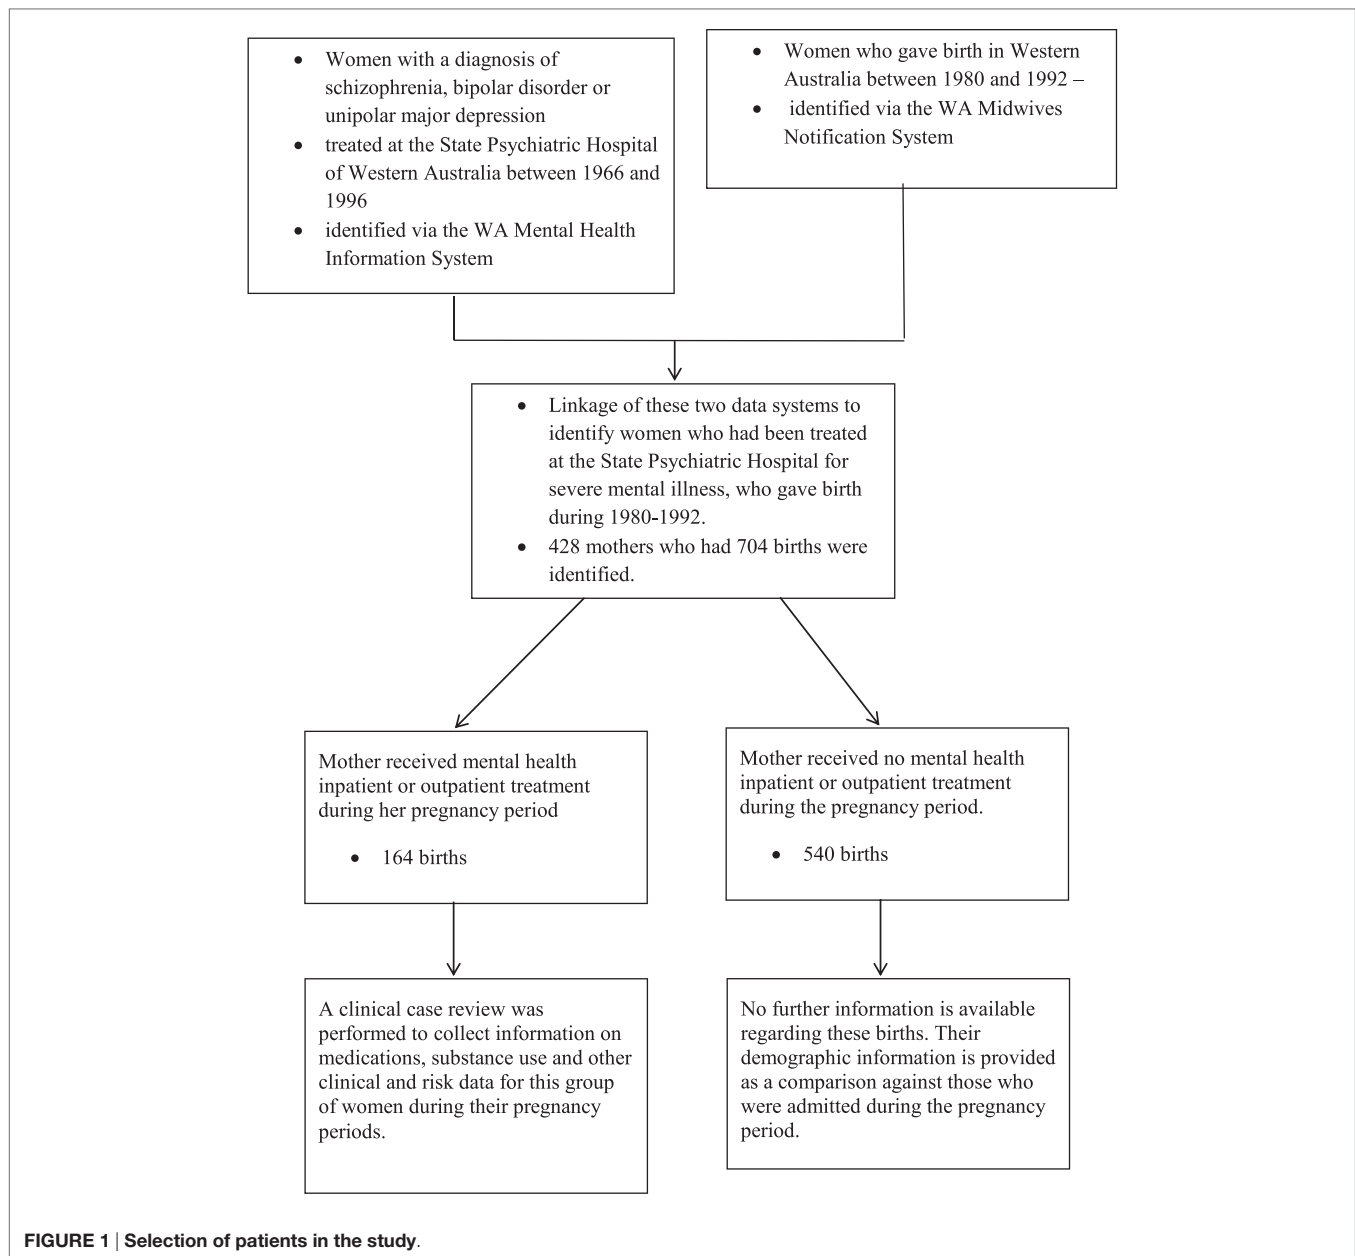 • Women with a diagnosis of
schizophrenia, bipolar disorder or
unipolar major depression
• treated at the State Psychiatric Hospital
of Western Australia between 1966 and
1996
• identified via the WA Mental Health
Information System
• Women who gave birth in Western
Australia between 1980 and 1992 –
• identified via the WA Midwives
Notification System
• Linkage of these two data systems to
identify women who had been treated
at the State Psychiatric Hospital for
severe mental illness, who gave birth
during 1980-1992.
• 428 mothers who had 704 births were
identified.
Mother received mental health
inpatient or outpatient treatment
during her pregnancy period
• 164 births
Mother received no mental health
inpatient or outpatient treatment
during the pregnancy period.
• 540 births
A clinical case review was
performed to collect information on
medications, substance use and other
clinical and risk data for this group
of women during their pregnancy
periods.
No further information is available
regarding these births. Their
demographic information is provided
as a comparison against those who
were admitted during the pregnancy
period.
FIGURE 1 | Selection of patients in the study.